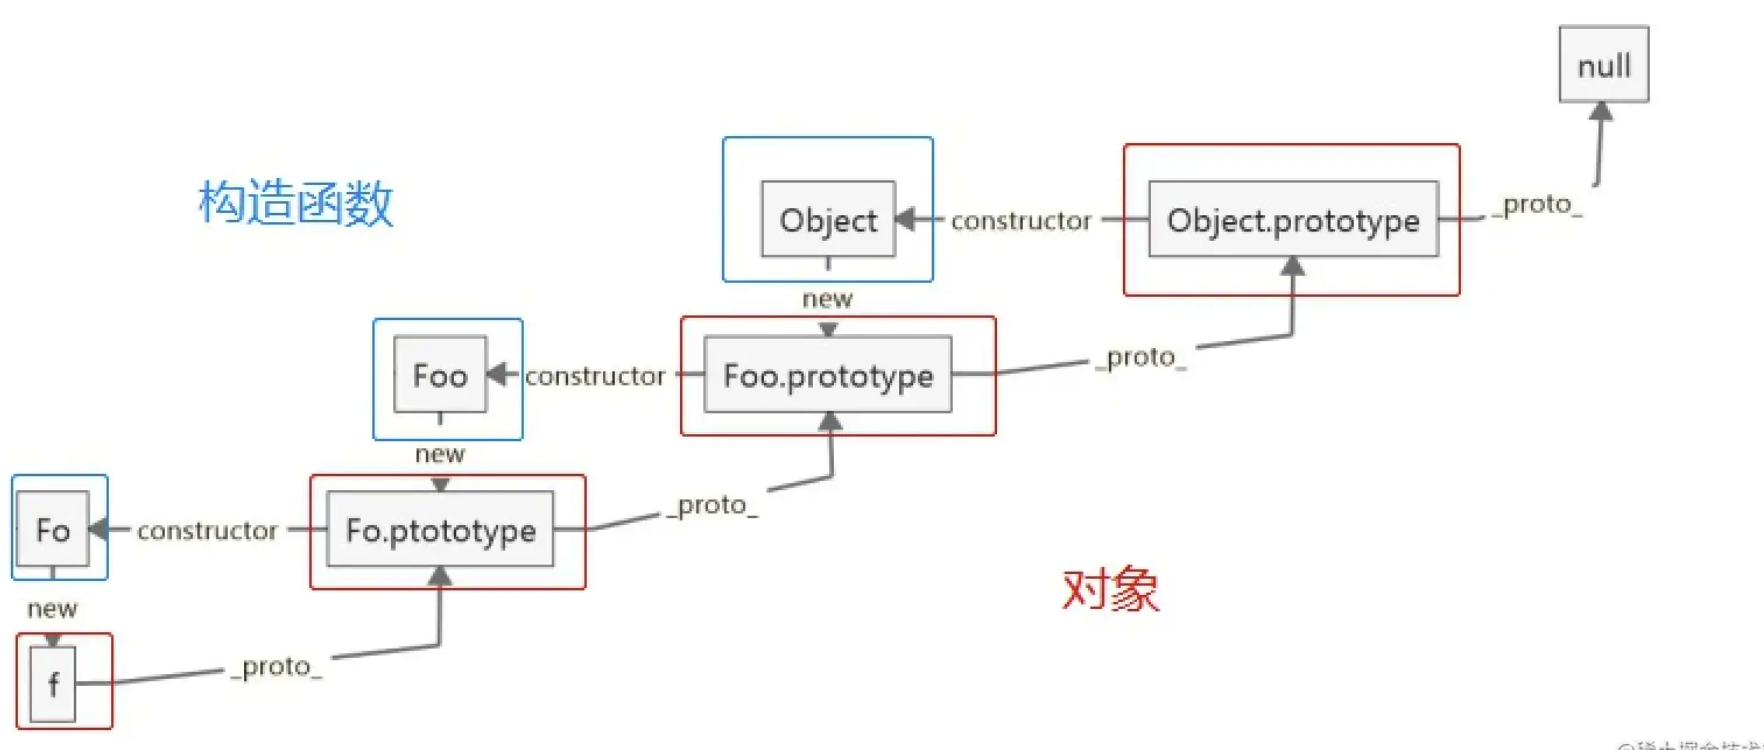 null
构造函数
Object
constructor
Object.prototype
_proto_
new
Foo
constructor
Foo.prototype
_proto_
new
Fo
constructor
Fo.ptototype
_proto_
对象
new
f
_proto_